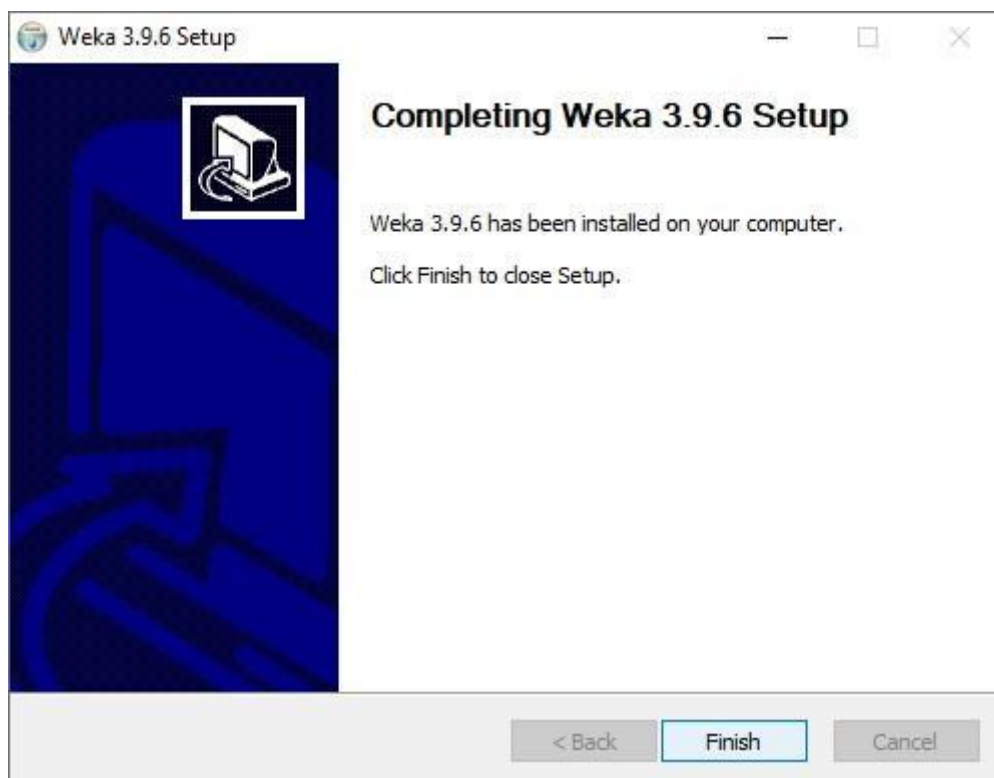 Weka 3.9.6 Setup
Completing Weka 3.9.6 Setup
Weka 3.9.6 has been installed on your computer.
Click Finish to close Setup.
< Back
Finish
Cancel